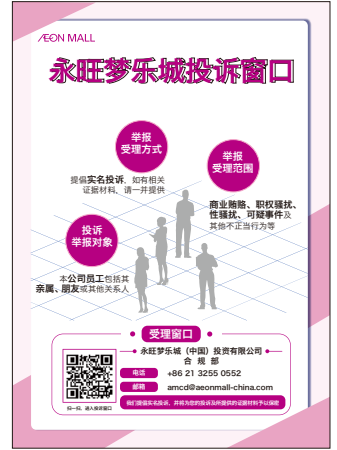 ÆON MALL
永旺梦乐城投诉窗口
举报
受理方式
提倡实名投诉，如有相关
证据材料，请一并提供
举报
受理范围
商业贿赂、职权骚扰、
性骚扰、可疑事件及
其他不正当行为等
投诉
举报对象
本公司员工包括其
亲属、朋友或其他关系人
受理窗口
永旺梦乐城（中国）投资有限公司
合 规 部
电话 +86 21 3255 0552
邮箱 amcd@aeonmall-china.com
扫一扫，进入投诉窗口
我们提倡实名投诉，并将为您的投诉及所提供的证据材料予以保密